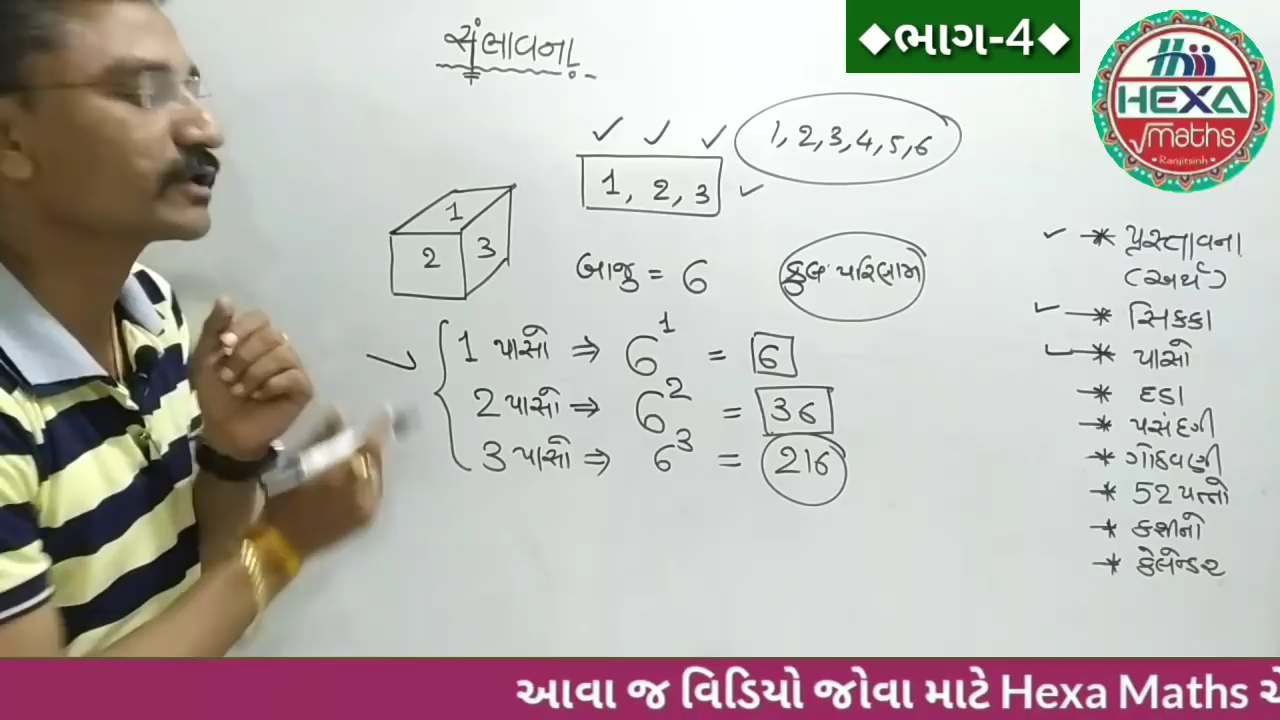 સંભાવના
◆ભાગ-4◆
HEXA
maths
Ranjitsinh
1, 2, 3, 4, 5, 6
1, 2, 3
1
2
3
બાજુ = 6
કુલ પરિણામ
1 પાસો ⇒ 6¹ = 6
2 પાસો ⇒ 6² = 36
3 પાસો ⇒ 6³ = 216
* પ્રસ્તાવના
(અર્થ)
* સિક્કા
* પાસો
* દડા
* પસંદગી
* ગોઠવણી
* 52 પત્તો
* કેલેન્ડર
આવા જ વિડિયો જોવા માટે Hexa Maths ચે